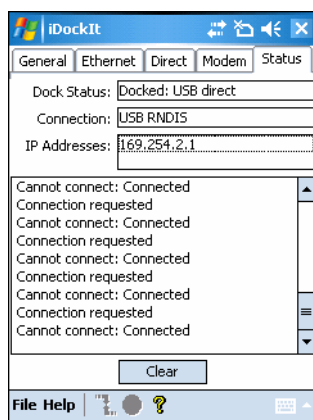 iDockIt
General Ethernet Direct Modem Status
Dock Status: Docked: USB direct
Connection: USB RNDIS
IP Addresses: 169.254.2.1
Cannot connect: Connected
Connection requested
Cannot connect: Connected
Connection requested
Cannot connect: Connected
Connection requested
Cannot connect: Connected
Connection requested
Cannot connect: Connected
Clear
File Help